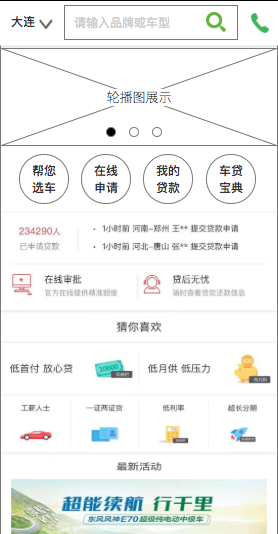 大连
请输入品牌或车型
轮播图展示
帮您
选车
在线
申请
我的
贷款
车贷
宝典
234290人
已申请贷款
• 1小时前 河南-郑州 王** 提交贷款申请
• 1小时前 河北-唐山 张** 提交贷款申请
在线审批
官方在线提供精准额度
贷后无忧
随时查看贷款还款信息
猜你喜欢
低首付 放心贷
10000
低月供 低压力
工薪人士
一证两证贷
低利率
超长分期
最新活动
超能续航 行千里
东风风神E70超级纯电动中级车